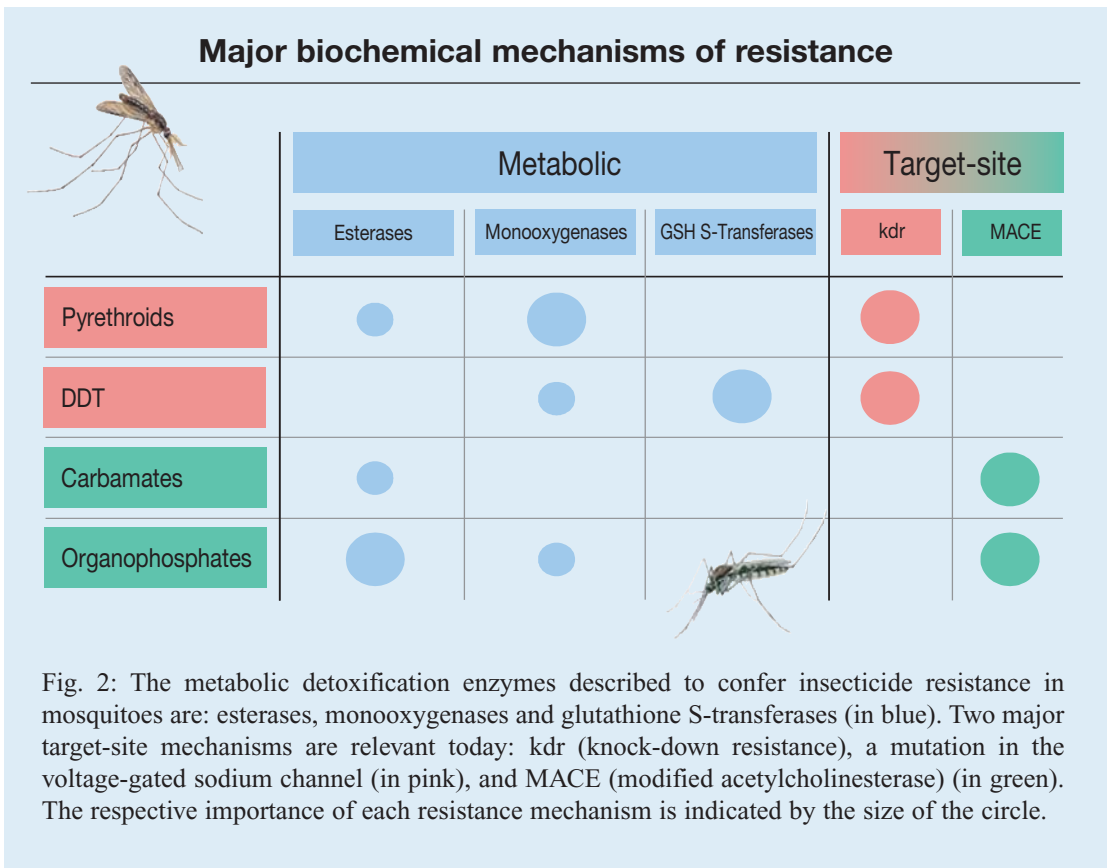 Major biochemical mechanisms of resistance
Metabolic
Target-site
Esterases
Monooxygenases
GSH S-Transferases
kdr
MACE
Pyrethroids
DDT
Carbamates
Organophosphates
Fig. 2: The metabolic detoxification enzymes described to confer insecticide resistance in
mosquitoes are: esterases, monooxygenases and glutathione S-transferases (in blue). Two major
target-site mechanisms are relevant today: kdr (knock-down resistance), a mutation in the
voltage-gated sodium channel (in pink), and MACE (modified acetylcholinesterase) (in green).
The respective importance of each resistance mechanism is indicated by the size of the circle.